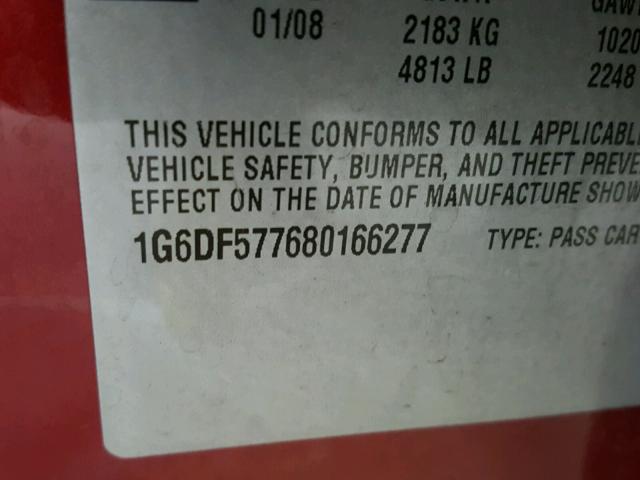 01/08 2183 KG 1020
4813 LB 2248
THIS VEHICLE CONFORMS TO ALL APPLICABLE
VEHICLE SAFETY, BUMPER, AND THEFT PREVE
EFFECT ON THE DATE OF MANUFACTURE SHOW
1G6DF577680166277 TYPE: PASS CAR